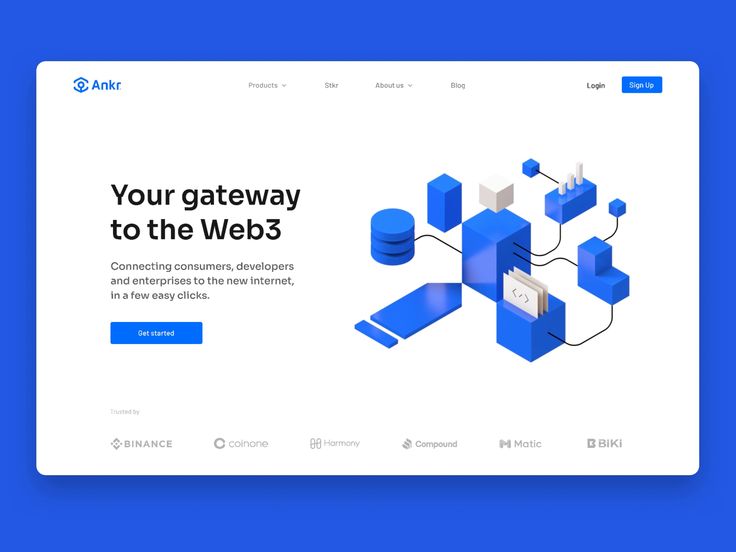 Ankr
Products
Stkr
About us
Blog
Login
Sign Up
Your gateway
to the Web3
Connecting consumers, developers
and enterprises to the new internet,
in a few easy clicks.
Get started
</>
Trusted by
BINANCE
coinone
Harmony
Compound
Matic
BiKi